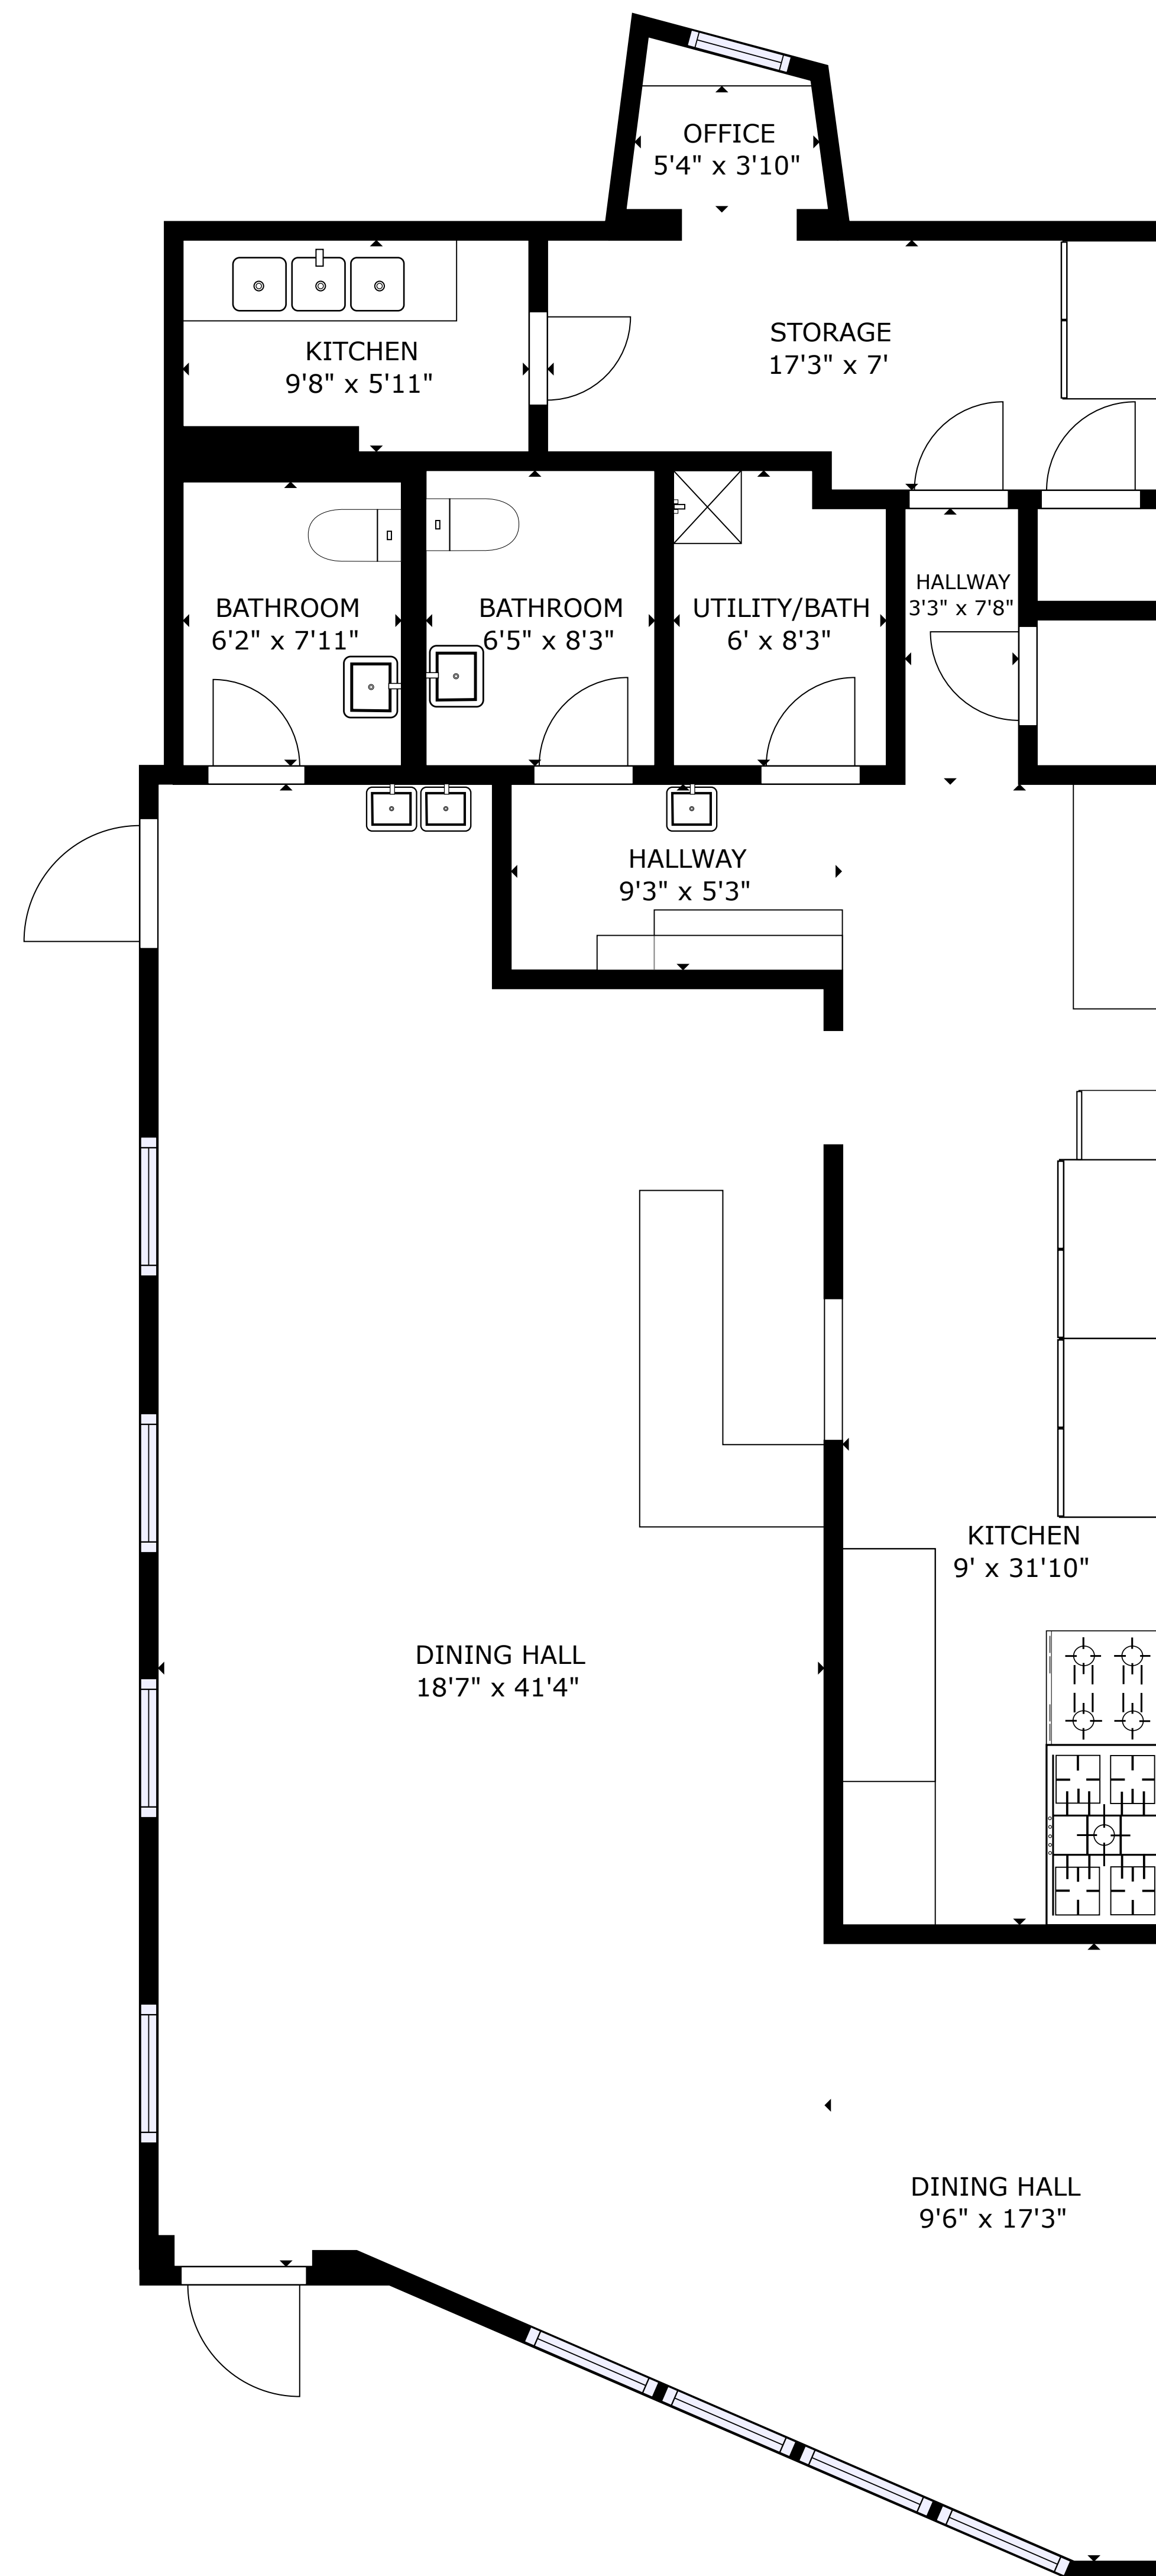 OFFICE
5'4" x 3'10"
STORAGE
17'3" x 7'
KITCHEN
9'8" x 5'11"
HALLWAY
3'3" x 7'8"
BATHROOM
6'2" x 7'11"
BATHROOM
6'5" x 8'3"
UTILITY/BATH
6' x 8'3"
HALLWAY
9'3" x 5'3"
KITCHEN
9' x 31'10"
DINING HALL
18'7" x 41'4"
DINING HALL
9'6" x 17'3"